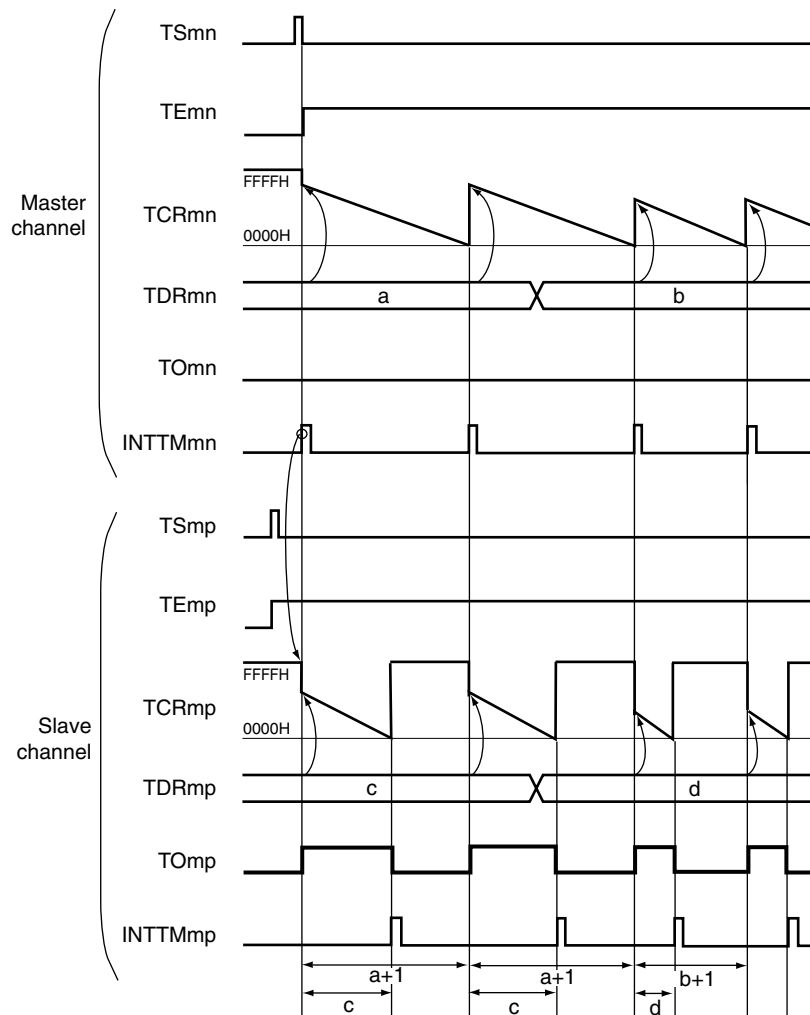 TSmn
TEmn
FFFFH
Master
channel
TCRmn
0000H
TDRmn
a
b
TOmn
INTTMmn
TSmp
TEmp
FFFFH
TCRmp
Slave
channel
0000H
TDRmp
c
d
TOmp
INTTMmp
a+1
a+1
b+1
c
c
d